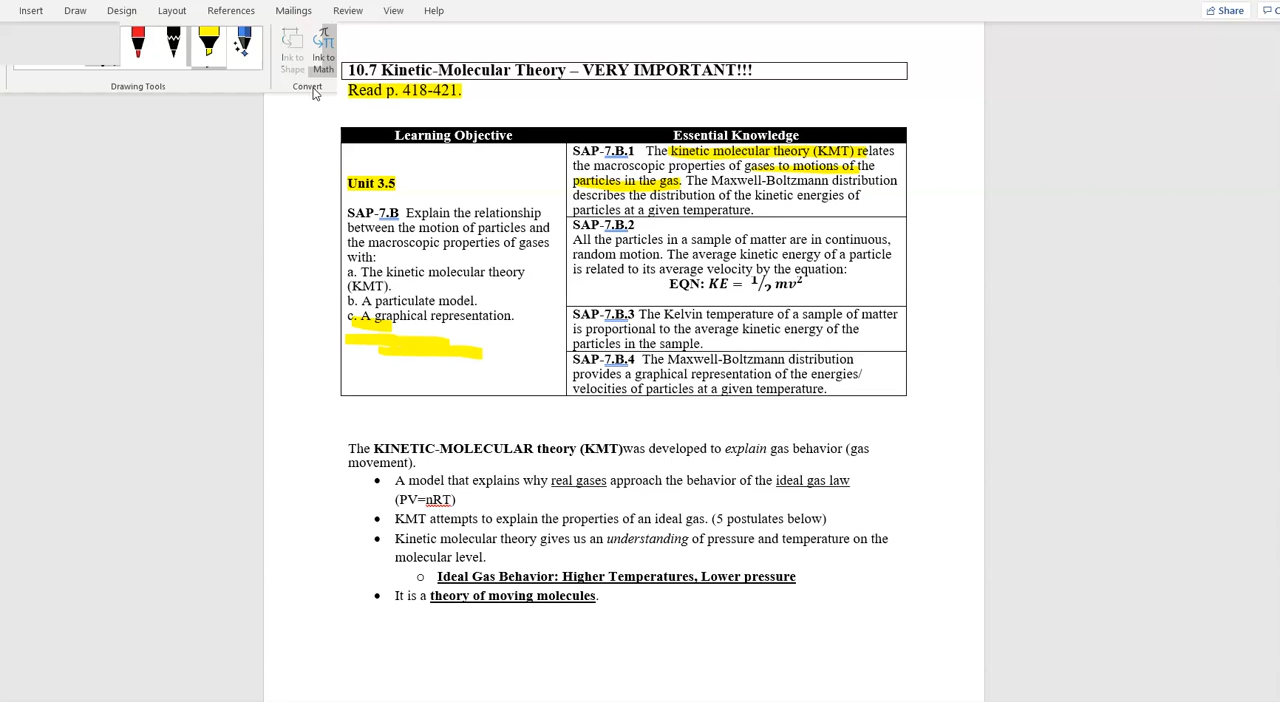 Insert Draw Design Layout References Mailings Review View Help
Share
Ink to Shape
Ink to Math
Drawing Tools
Convert
10.7 Kinetic-Molecular Theory – VERY IMPORTANT!!!
Read p. 418-421.
Learning Objective
Unit 3.5
SAP-7.B Explain the relationship
between the motion of particles and
the macroscopic properties of gases
with:
a. The kinetic molecular theory
(KMT).
b. A particulate model.
c. A graphical representation.
Essential Knowledge
SAP-7.B.1 The kinetic molecular theory (KMT) relates
the macroscopic properties of gases to motions of the
particles in the gas. The Maxwell-Boltzmann distribution
describes the distribution of the kinetic energies of
particles at a given temperature.
SAP-7.B.2
All the particles in a sample of matter are in continuous,
random motion. The average kinetic energy of a particle
is related to its average velocity by the equation:
EQN: KE = 1/2 mv²
SAP-7.B.3 The Kelvin temperature of a sample of matter
is proportional to the average kinetic energy of the
particles in the sample.
SAP-7.B.4 The Maxwell-Boltzmann distribution
provides a graphical representation of the energies/
velocities of particles at a given temperature.
The KINETIC-MOLECULAR theory (KMT)was developed to explain gas behavior (gas
movement).
• A model that explains why real gases approach the behavior of the ideal gas law
(PV=nRT)
• KMT attempts to explain the properties of an ideal gas. (5 postulates below)
• Kinetic molecular theory gives us an understanding of pressure and temperature on the
molecular level.
o Ideal Gas Behavior: Higher Temperatures, Lower pressure
• It is a theory of moving molecules.